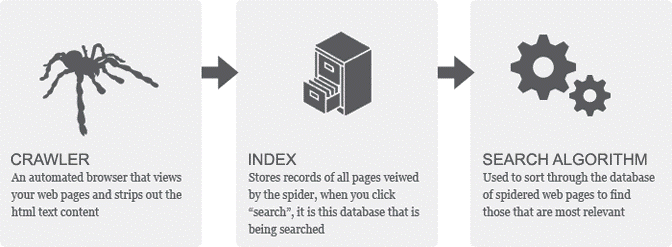 CRAWLER
An automated browser that views
your web pages and strips out the
html text content
INDEX
Stores records of all pages veiwed
by the spider, when you click
“search”, it is this database that is
being searched
SEARCH ALGORITHM
Used to sort through the database
of spidered web pages to find
those that are most relevant